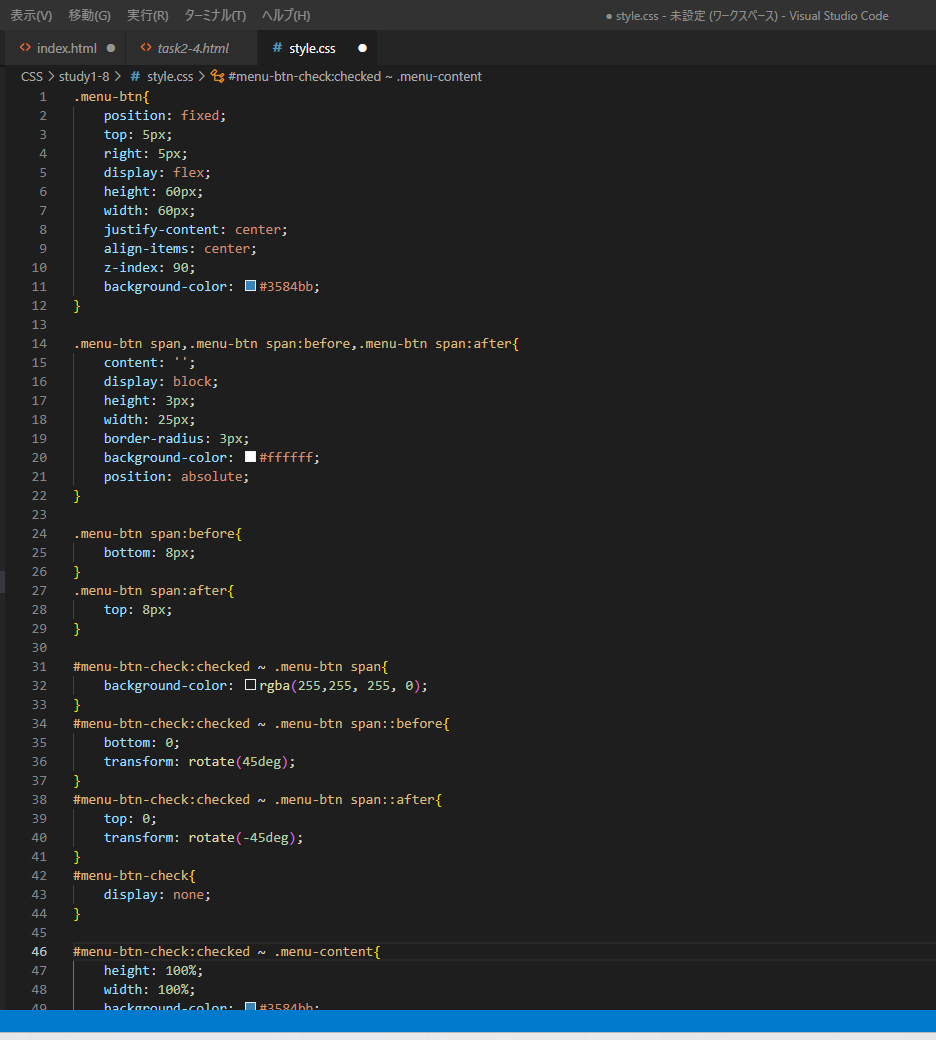 表示(V) 移動(G) 実行(R) ターミナル(T) ヘルプ(H) ● style.css - 未設定 (ワークスペース) - Visual Studio Code
<> index.html ● <> task2-4.html # style.css ●
CSS > study1-8 > # style.css > #menu-btn-check:checked ~ .menu-content
1 .menu-btn{
2 position: fixed;
3 top: 5px;
4 right: 5px;
5 display: flex;
6 height: 60px;
7 width: 60px;
8 justify-content: center;
9 align-items: center;
10 z-index: 90;
11 background-color: #3584bb;
12 }
13
14 .menu-btn span,.menu-btn span:before,.menu-btn span:after{
15 content: '';
16 display: block;
17 height: 3px;
18 width: 25px;
19 border-radius: 3px;
20 background-color: #ffffff;
21 position: absolute;
22 }
23
24 .menu-btn span:before{
25 bottom: 8px;
26 }
27 .menu-btn span:after{
28 top: 8px;
29 }
30
31 #menu-btn-check:checked ~ .menu-btn span{
32 background-color: rgba(255,255, 255, 0);
33 }
34 #menu-btn-check:checked ~ .menu-btn span::before{
35 bottom: 0;
36 transform: rotate(45deg);
37 }
38 #menu-btn-check:checked ~ .menu-btn span::after{
39 top: 0;
40 transform: rotate(-45deg);
41 }
42 #menu-btn-check{
43 display: none;
44 }
45
46 #menu-btn-check:checked ~ .menu-content{
47 height: 100%;
48 width: 100%;
49 background-color: #3584bb;